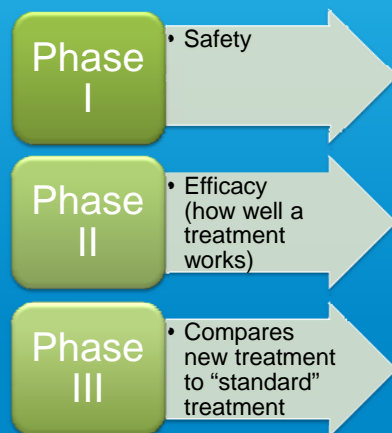 Phase
I
• Safety
Phase
II
• Efficacy
(how well a
treatment
works)
Phase
III
• Compares
new treatment
to “standard”
treatment